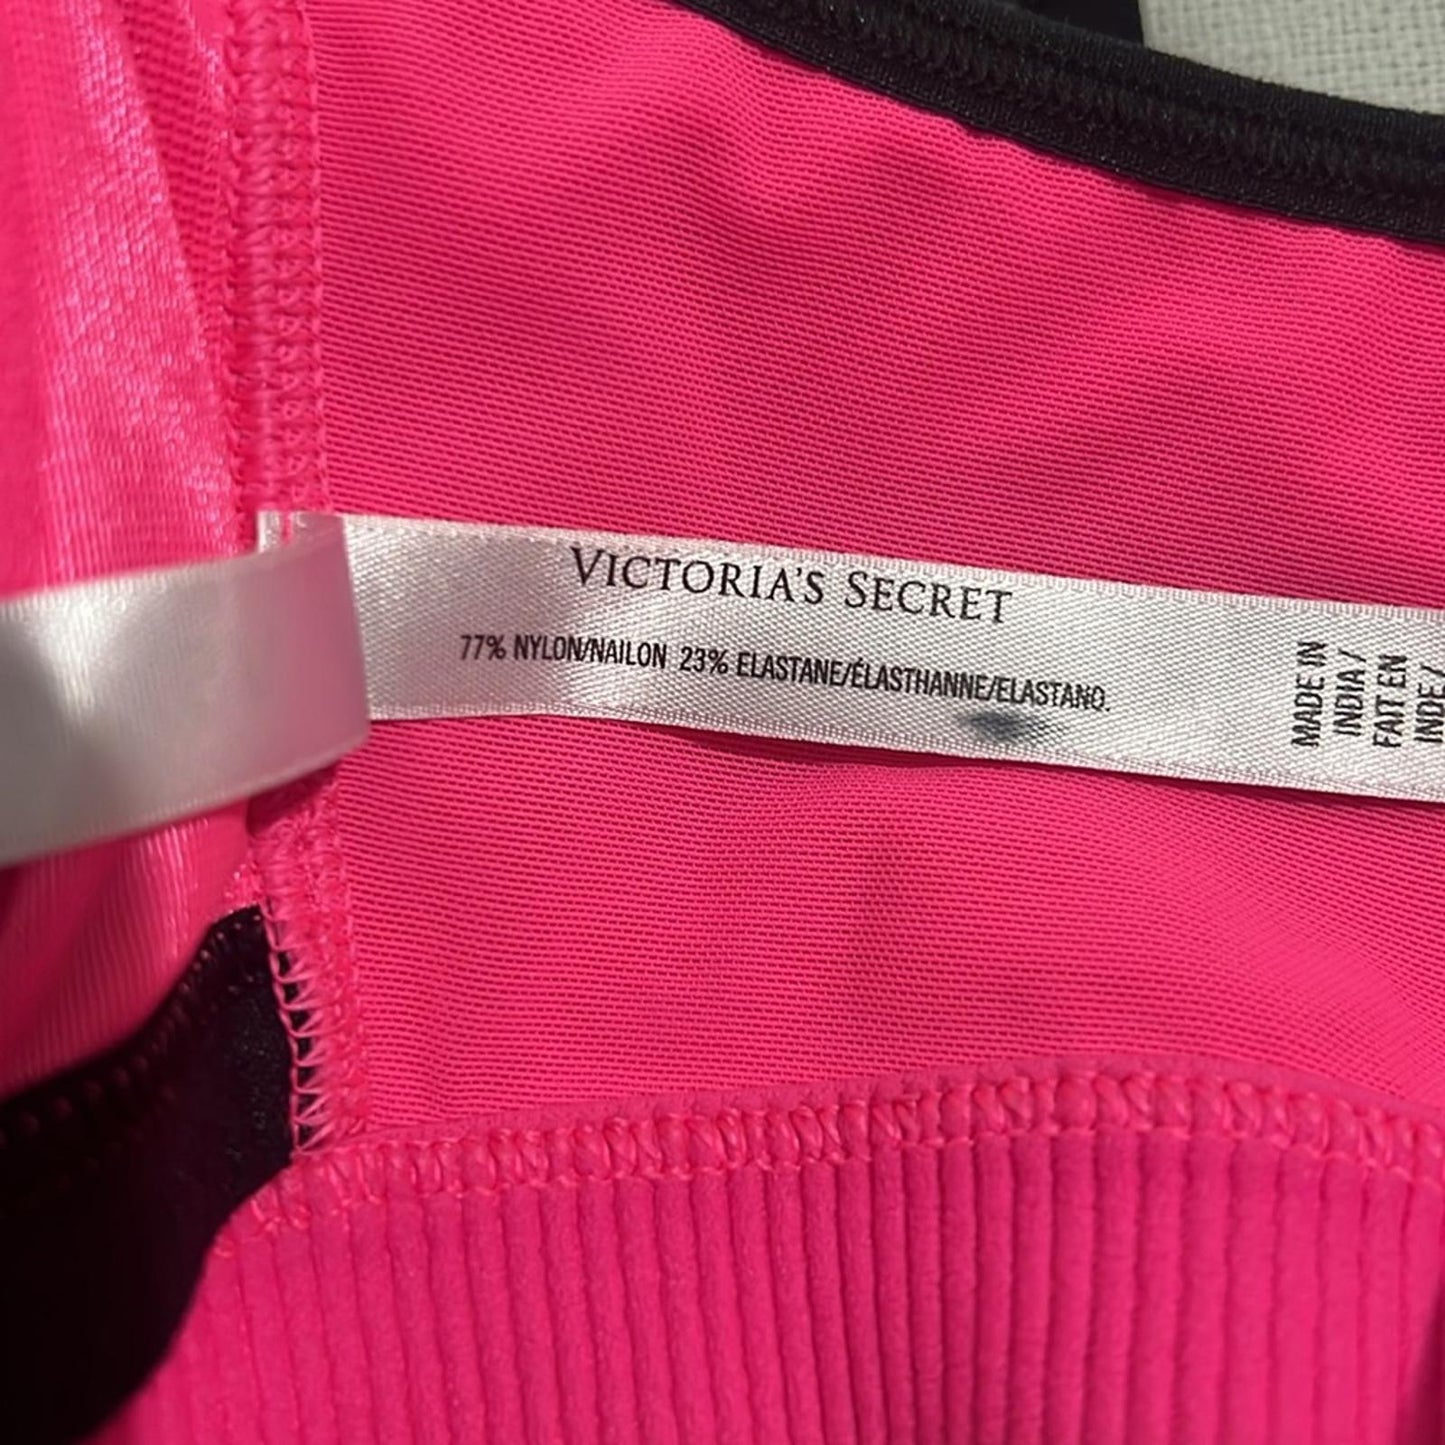 VICTORIA'S SECRET
77% NYLON/NAILON 23% ELASTANE/ÉLASTHANNE/ELASTANO.
MADE IN
INDIA /
FAIT EN
INDE /